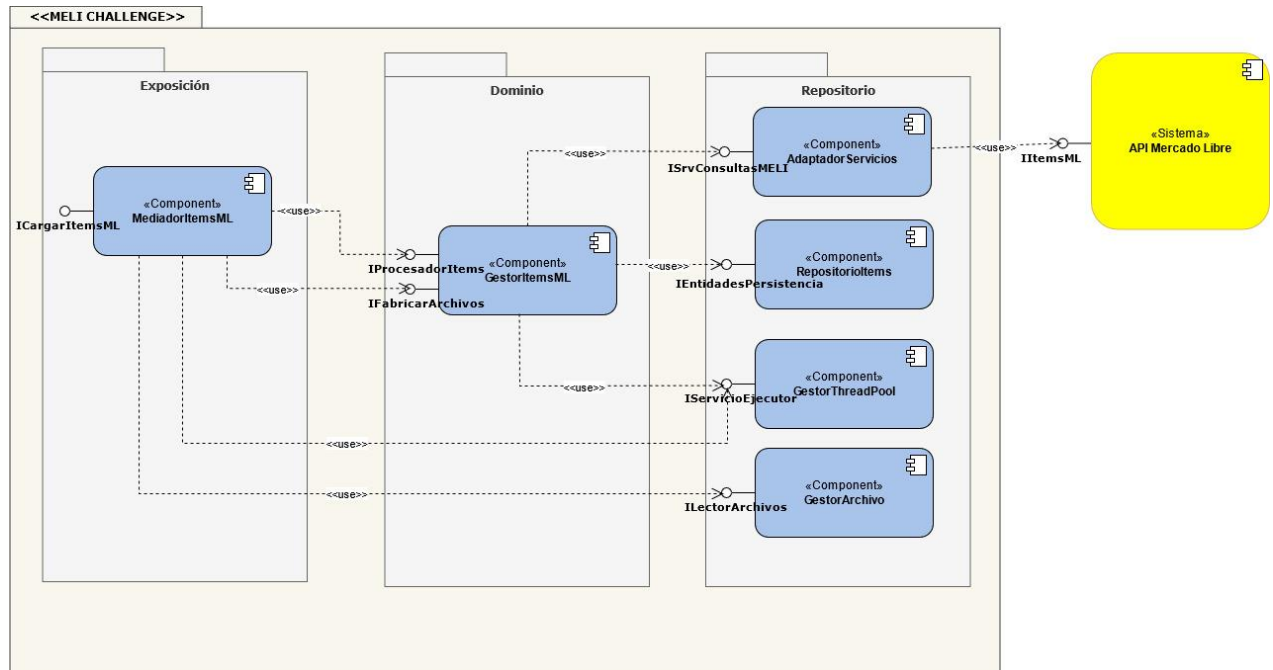 <<MELI CHALLENGE>>
Exposición
Dominio
Repositorio
«Component»
MediadorItemsML
ICargarItemsML
<<use>>
<<use>>
<<use>>
<<use>>
IProcesadorItems
IFabricarArchivos
«Component»
GestorItemsML
<<use>>
<<use>>
<<use>>
ISrvConsultasMELI
«Component»
AdaptadorServicios
<<use>>
IItemsML
«Sistema»
API Mercado Libre
IEntidadesPersistencia
«Component»
RepositorioItems
IServicioEjecutor
«Component»
GestorThreadPool
ILectorArchivos
«Component»
GestorArchivo